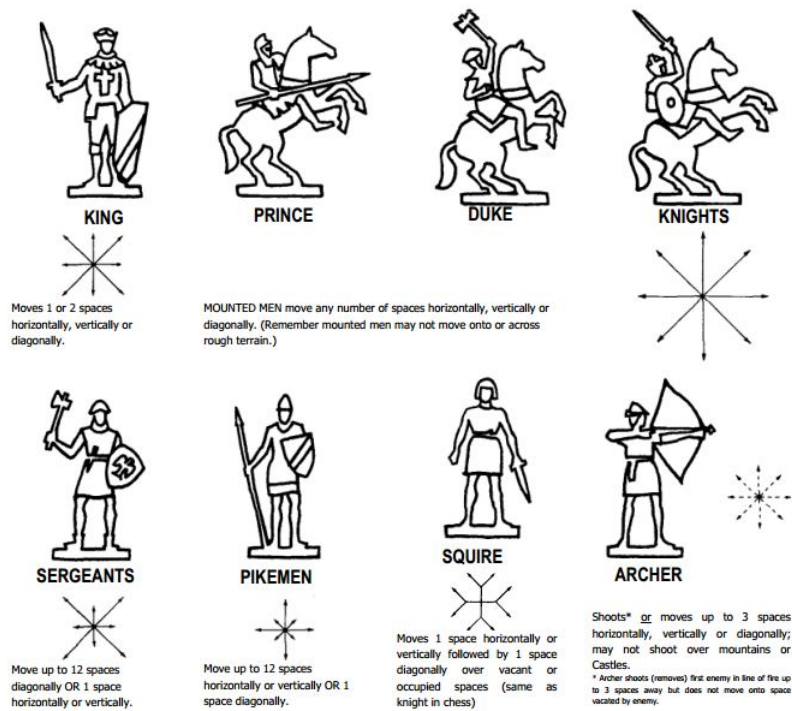 KING
PRINCE
DUKE
KNIGHTS
Moves 1 or 2 spaces
horizontally, vertically or
diagonally.
MOUNTED MEN move any number of spaces horizontally, vertically or
diagonally. (Remember mounted men may not move onto or across
rough terrain.)
SERGEANTS
PIKEMEN
SQUIRE
ARCHER
Move up to 12 spaces
diagonally OR 1 space
horizontally or vertically.
Move up to 12 spaces
horizontally or vertically OR 1
space diagonally.
Moves 1 space horizontally or
vertically followed by 1 space
diagonally over vacant or
occupied spaces (same as
knight in chess)
Shoots* or moves up to 3 spaces
horizontally, vertically or diagonally;
may not shoot over mountains or
Castles.
* Archer shoots (removes) first enemy in line of fire up
to 3 spaces away but does not move onto space
vacated by enemy.